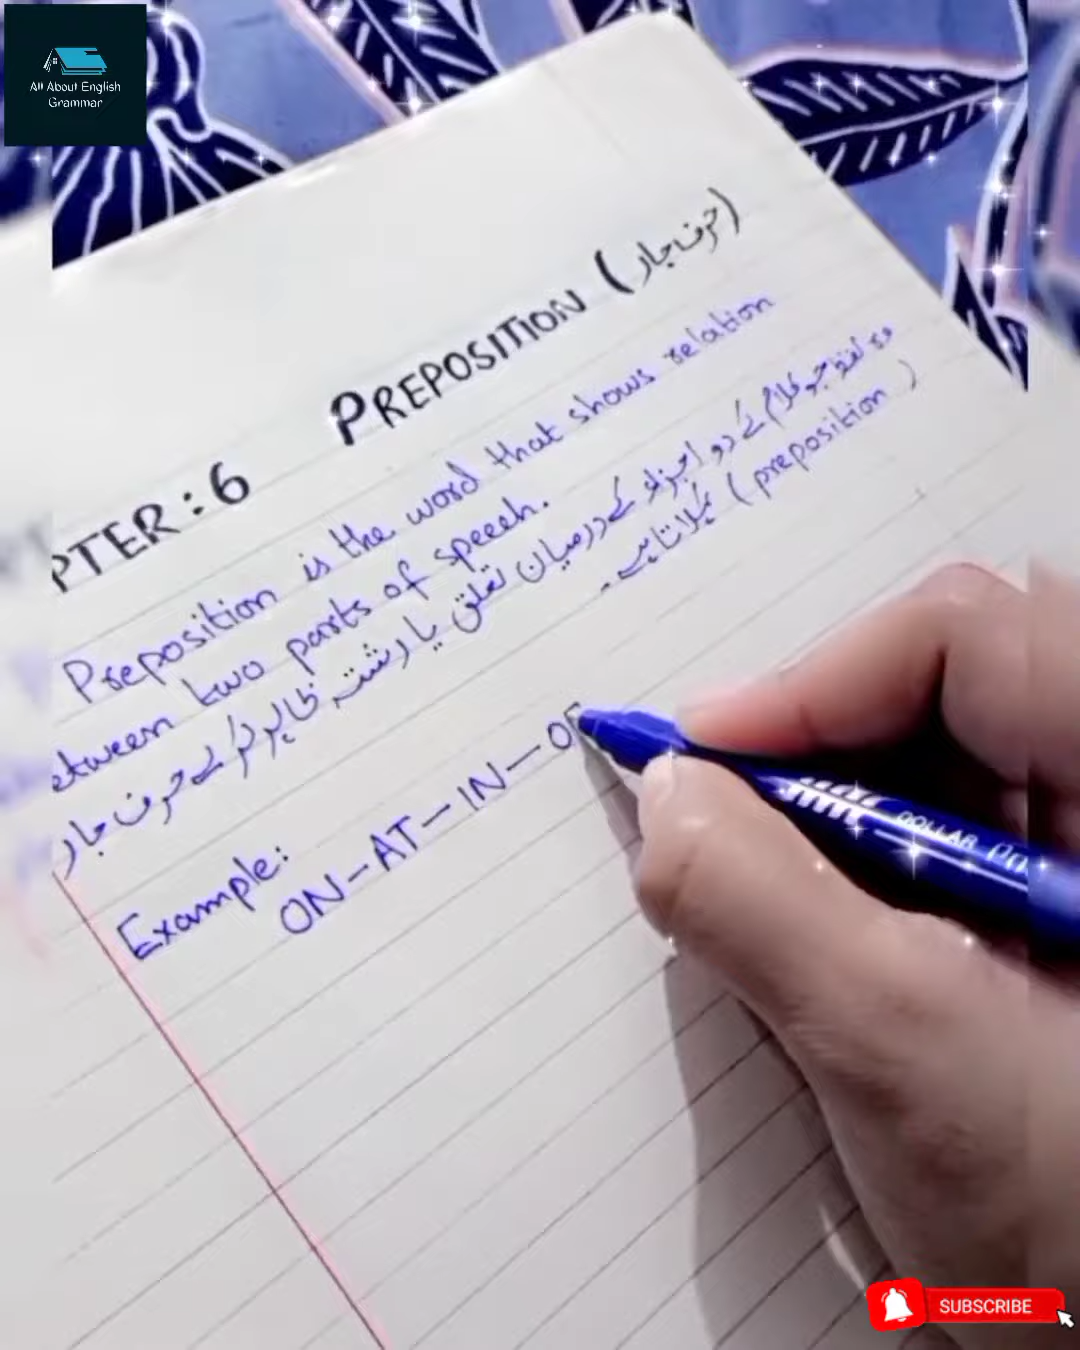 All About English
Grammar
PTER : 6 PREPOSITION (حرف جار)
Preposition is the word that shows relation
between two parts of speech.
وہ لفظ جو کلام کے دو اجزاء کے درمیان تعلق یا رشتہ ظاہر کرئے حرف جار
(preposition) کہلاتا ہے۔
Example:
ON - AT - IN - OF
DOLLAR
SUBSCRIBE